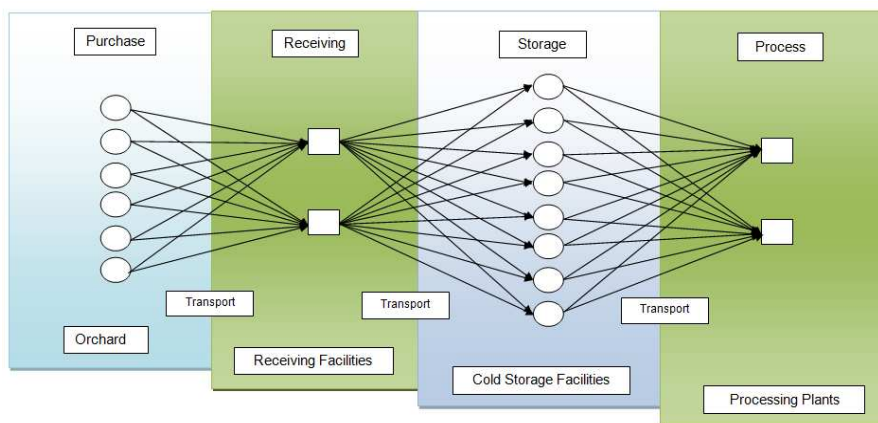 Purchase
Receiving
Storage
Process
Transport
Transport
Transport
Orchard
Receiving Facilities
Cold Storage Facilities
Processing Plants